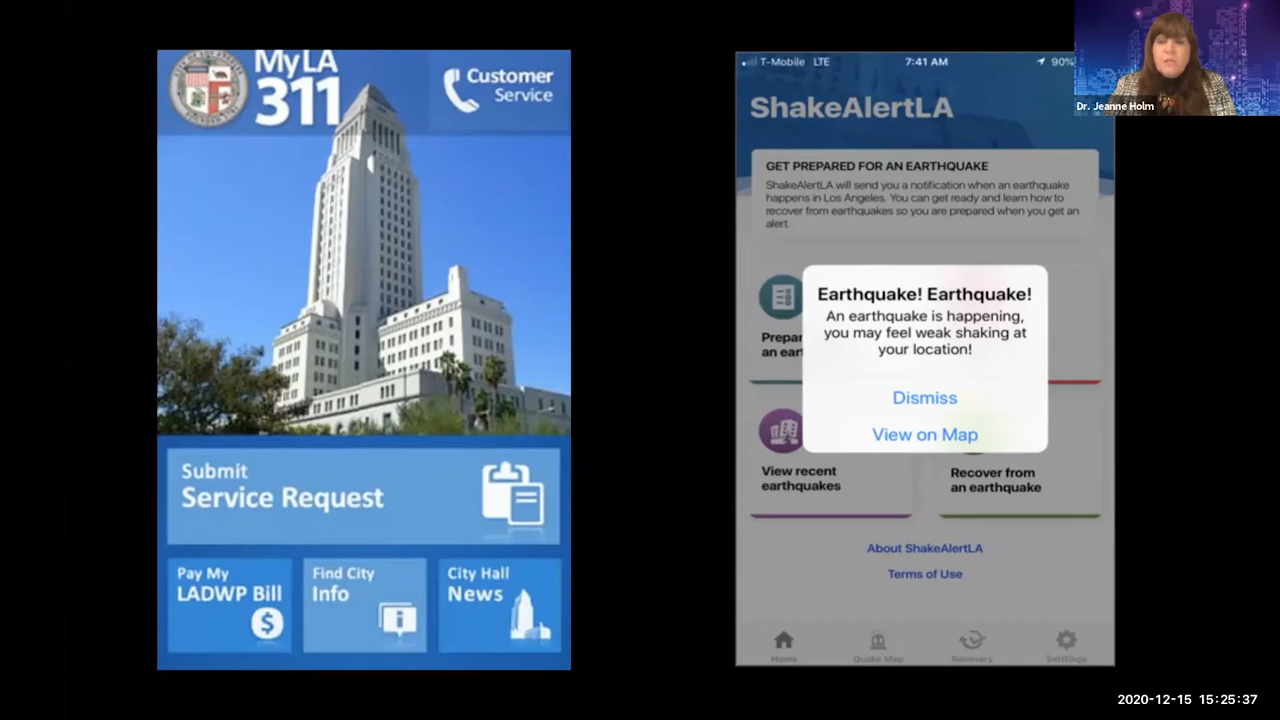 MyLA
311
Customer
Service
Submit
Service Request
Pay My
LADWP Bill
Find City
Info
City Hall
News
T-Mobile LTE 7:41 AM 90%
ShakeAlertLA
GET PREPARED FOR AN EARTHQUAKE
ShakeAlertLA will send you a notification when an earthquake
happens in Los Angeles. You can get ready and learn how to
recover from earthquakes so you are prepared when you get an
alert.
Earthquake! Earthquake!
An earthquake is happening,
you may feel weak shaking at
your location!
Dismiss
View on Map
View recent
earthquakes
Recover from
an earthquake
About ShakeAlertLA
Terms of Use
Home Quake Map Recovery Settings
Dr. Jeanne Holm
2020-12-15 15:25:37